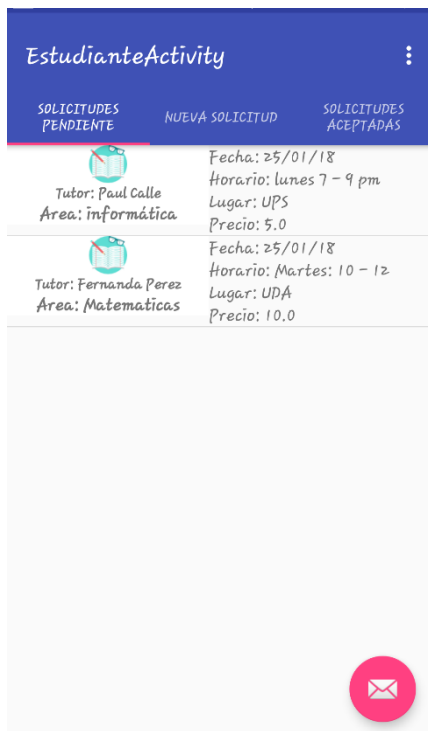 EstudianteActivity
SOLICITUDES
PENDIENTE
NUEVA SOLICITUD
SOLICITUDES
ACEPTADAS
Tutor: Paul Calle
Area: informática
Fecha: 25/01/18
Horario: lunes 7 - 9 pm
Lugar: UPS
Precio: 5.0
Tutor: Fernanda Perez
Area: Matematicas
Fecha: 25/01/18
Horario: Martes: 10 - 12
Lugar: UDA
Precio: 10.0